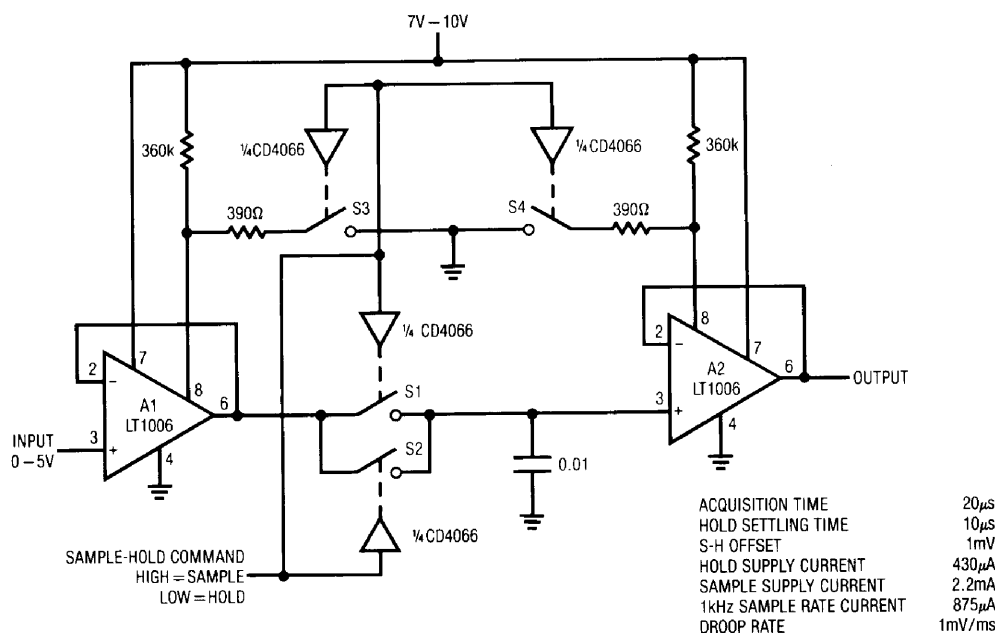 7V – 10V
360k
¼CD4066
¼CD4066
360k
390Ω
S3
S4
390Ω
¼ CD4066
2
7
8
6
A1
LT1006
3
4
INPUT
0 – 5V
S1
S2
¼CD4066
0.01
2
8
7
6
A2
LT1006
3
4
OUTPUT
SAMPLE-HOLD COMMAND
HIGH = SAMPLE
LOW = HOLD
ACQUISITION TIME 20µs
HOLD SETTLING TIME 10µs
S-H OFFSET 1mV
HOLD SUPPLY CURRENT 430µA
SAMPLE SUPPLY CURRENT 2.2mA
1kHz SAMPLE RATE CURRENT 875µA
DROOP RATE 1mV/ms